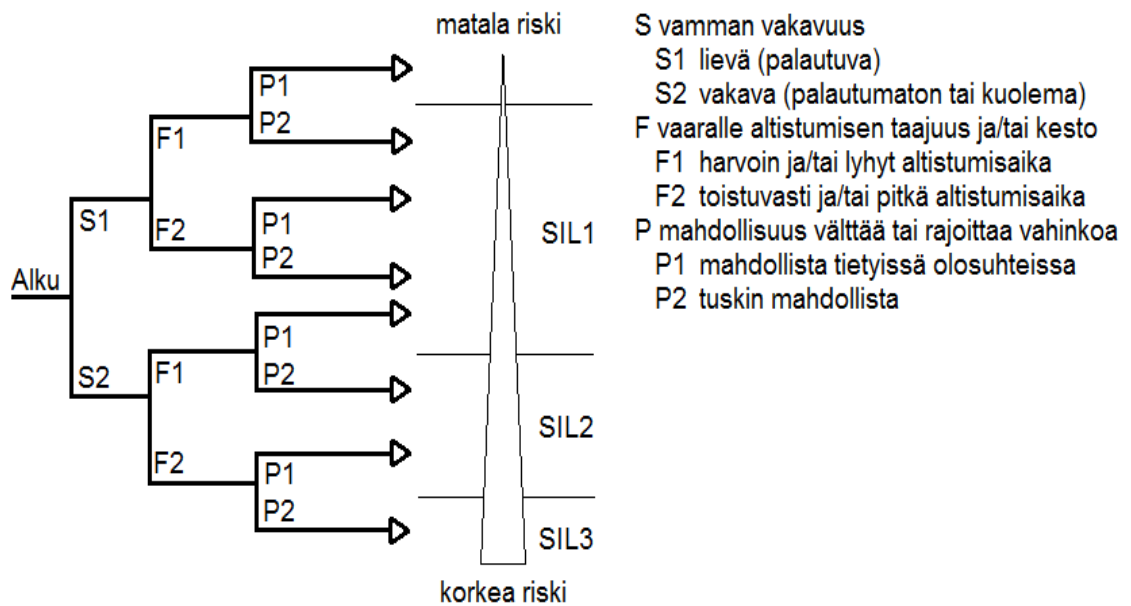 matala riski
P1
P2
F1
S1
F2
P1
P2
SIL1
Alku
P1
P2
S2
F1
SIL2
F2
P1
P2
SIL3
korkea riski
S vamman vakavuus
S1 lievä (palautuva)
S2 vakava (palautumaton tai kuolema)
F vaaralle altistumisen taajuus ja/tai kesto
F1 harvoin ja/tai lyhyt altistumisaika
F2 toistuvasti ja/tai pitkä altistumisaika
P mahdollisuus välttää tai rajoittaa vahinkoa
P1 mahdollista tietyissä olosuhteissa
P2 tuskin mahdollista